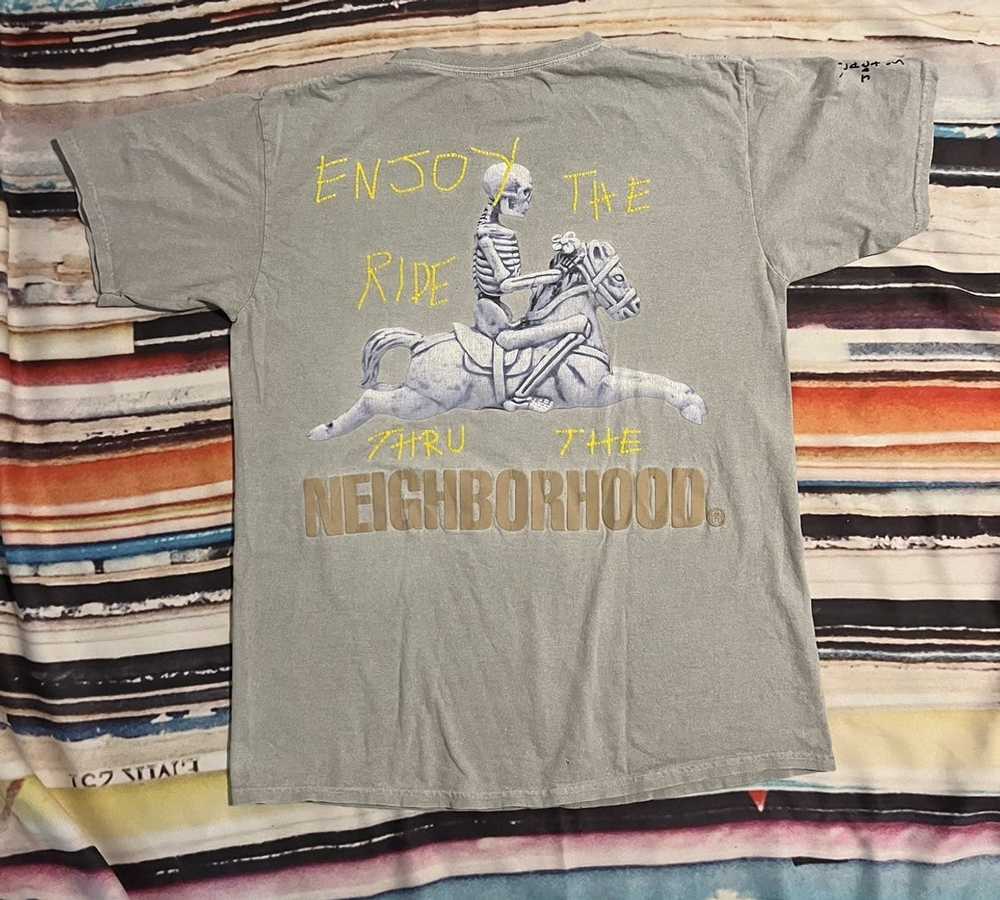 ENJOY THE
RIDE
THRU THE
NEIGHBORHOOD®